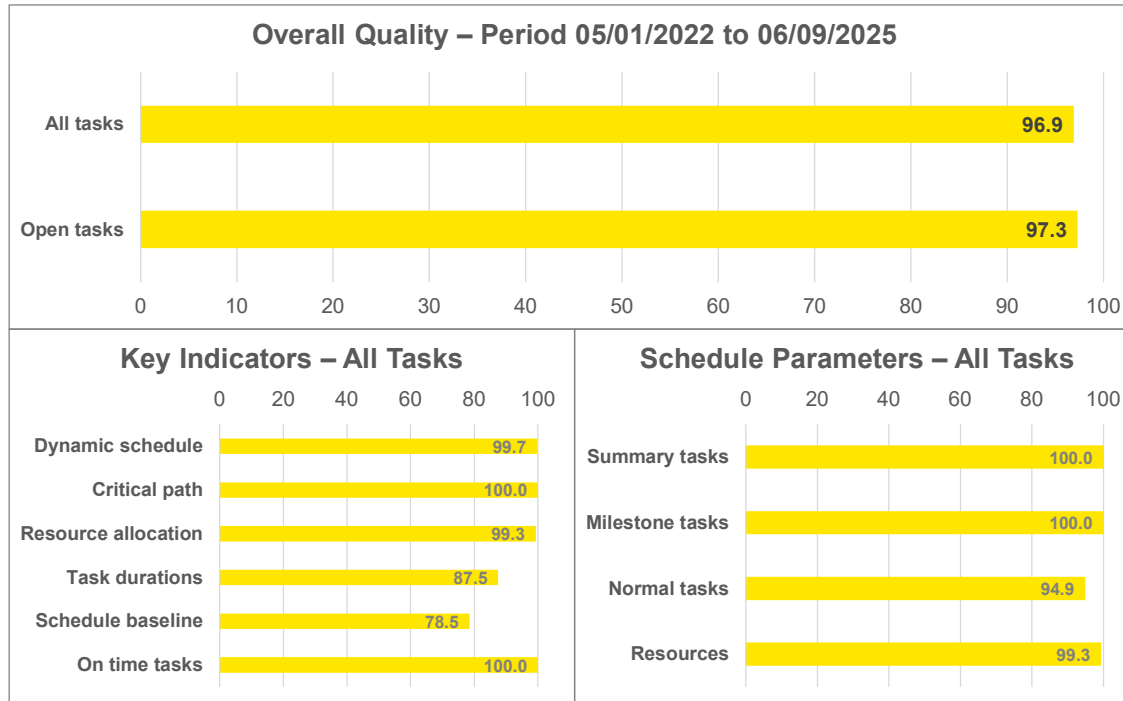 Overall Quality – Period 05/01/2022 to 06/09/2025
All tasks
96.9
Open tasks
97.3
0 10 20 30 40 50 60 70 80 90 100
Key Indicators – All Tasks
0 20 40 60 80 100
Dynamic schedule 99.7
Critical path 100.0
Resource allocation 99.3
Task durations 87.5
Schedule baseline 78.5
On time tasks 100.0
Schedule Parameters – All Tasks
0 20 40 60 80 100
Summary tasks 100.0
Milestone tasks 100.0
Normal tasks 94.9
Resources 99.3